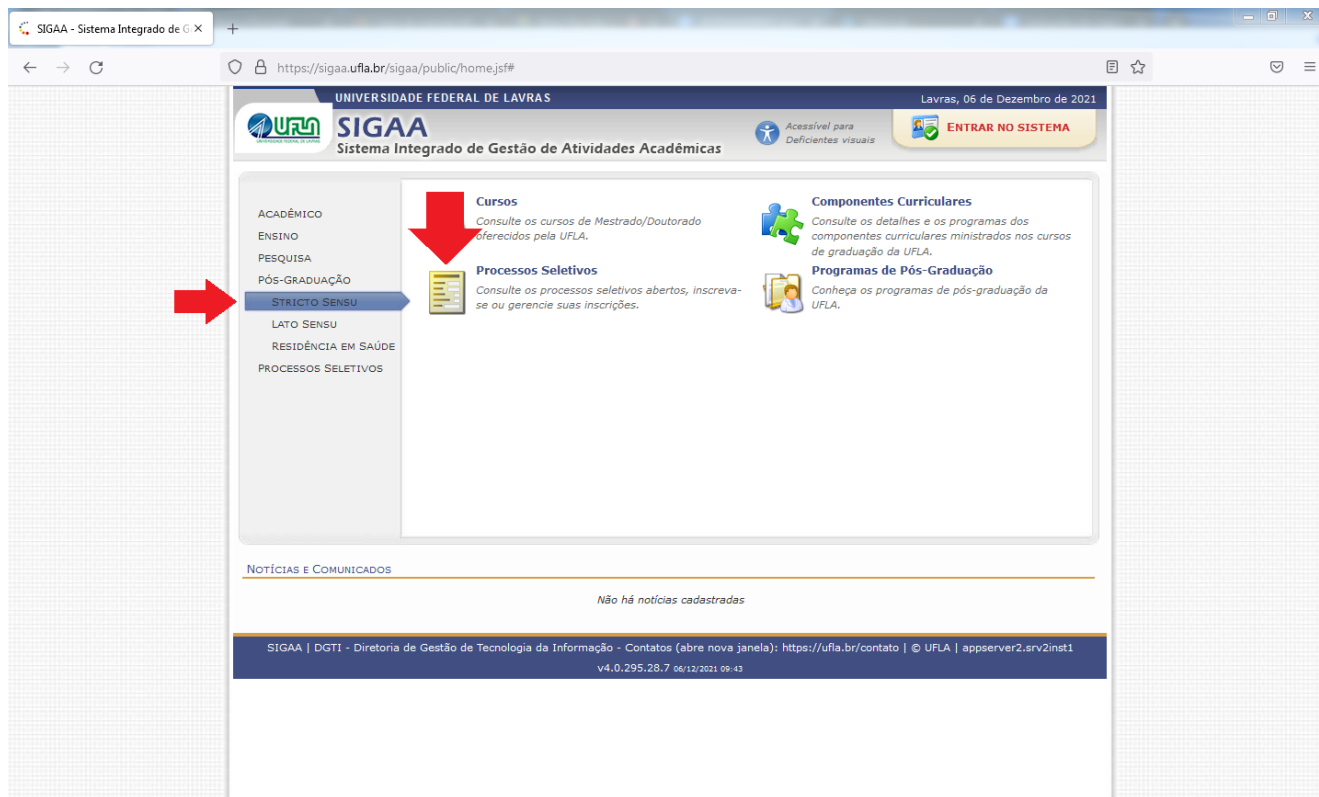 SIGAA - Sistema Integrado de G
https://sigaa.ufla.br/sigaa/public/home.jsf#
UNIVERSIDADE FEDERAL DE LAVRAS
Lavras, 06 de Dezembro de 2021
UFLA
SIGAA
Sistema Integrado de Gestão de Atividades Acadêmicas
Acessível para
Deficientes visuais
ENTRAR NO SISTEMA
ACADÊMICO
ENSINO
PESQUISA
PÓS-GRADUAÇÃO
STRICTO SENSU
LATO SENSU
RESIDÊNCIA EM SAÚDE
PROCESSOS SELETIVOS
Cursos
Consulte os cursos de Mestrado/Doutorado
oferecidos pela UFLA.
Componentes Curriculares
Consulte os detalhes e os programas dos
componentes curriculares ministrados nos cursos
de graduação da UFLA.
Processos Seletivos
Consulte os processos seletivos abertos, inscreva-
se ou gerencie suas inscrições.
Programas de Pós-Graduação
Conheça os programas de pós-graduação da
UFLA.
NOTÍCIAS E COMUNICADOS
Não há notícias cadastradas
SIGAA | DGTI - Diretoria de Gestão de Tecnologia da Informação - Contatos (abre nova janela): https://ufla.br/contato | © UFLA | appserver2.srv2inst1
v4.0.295.28.7 06/12/2021 09:43